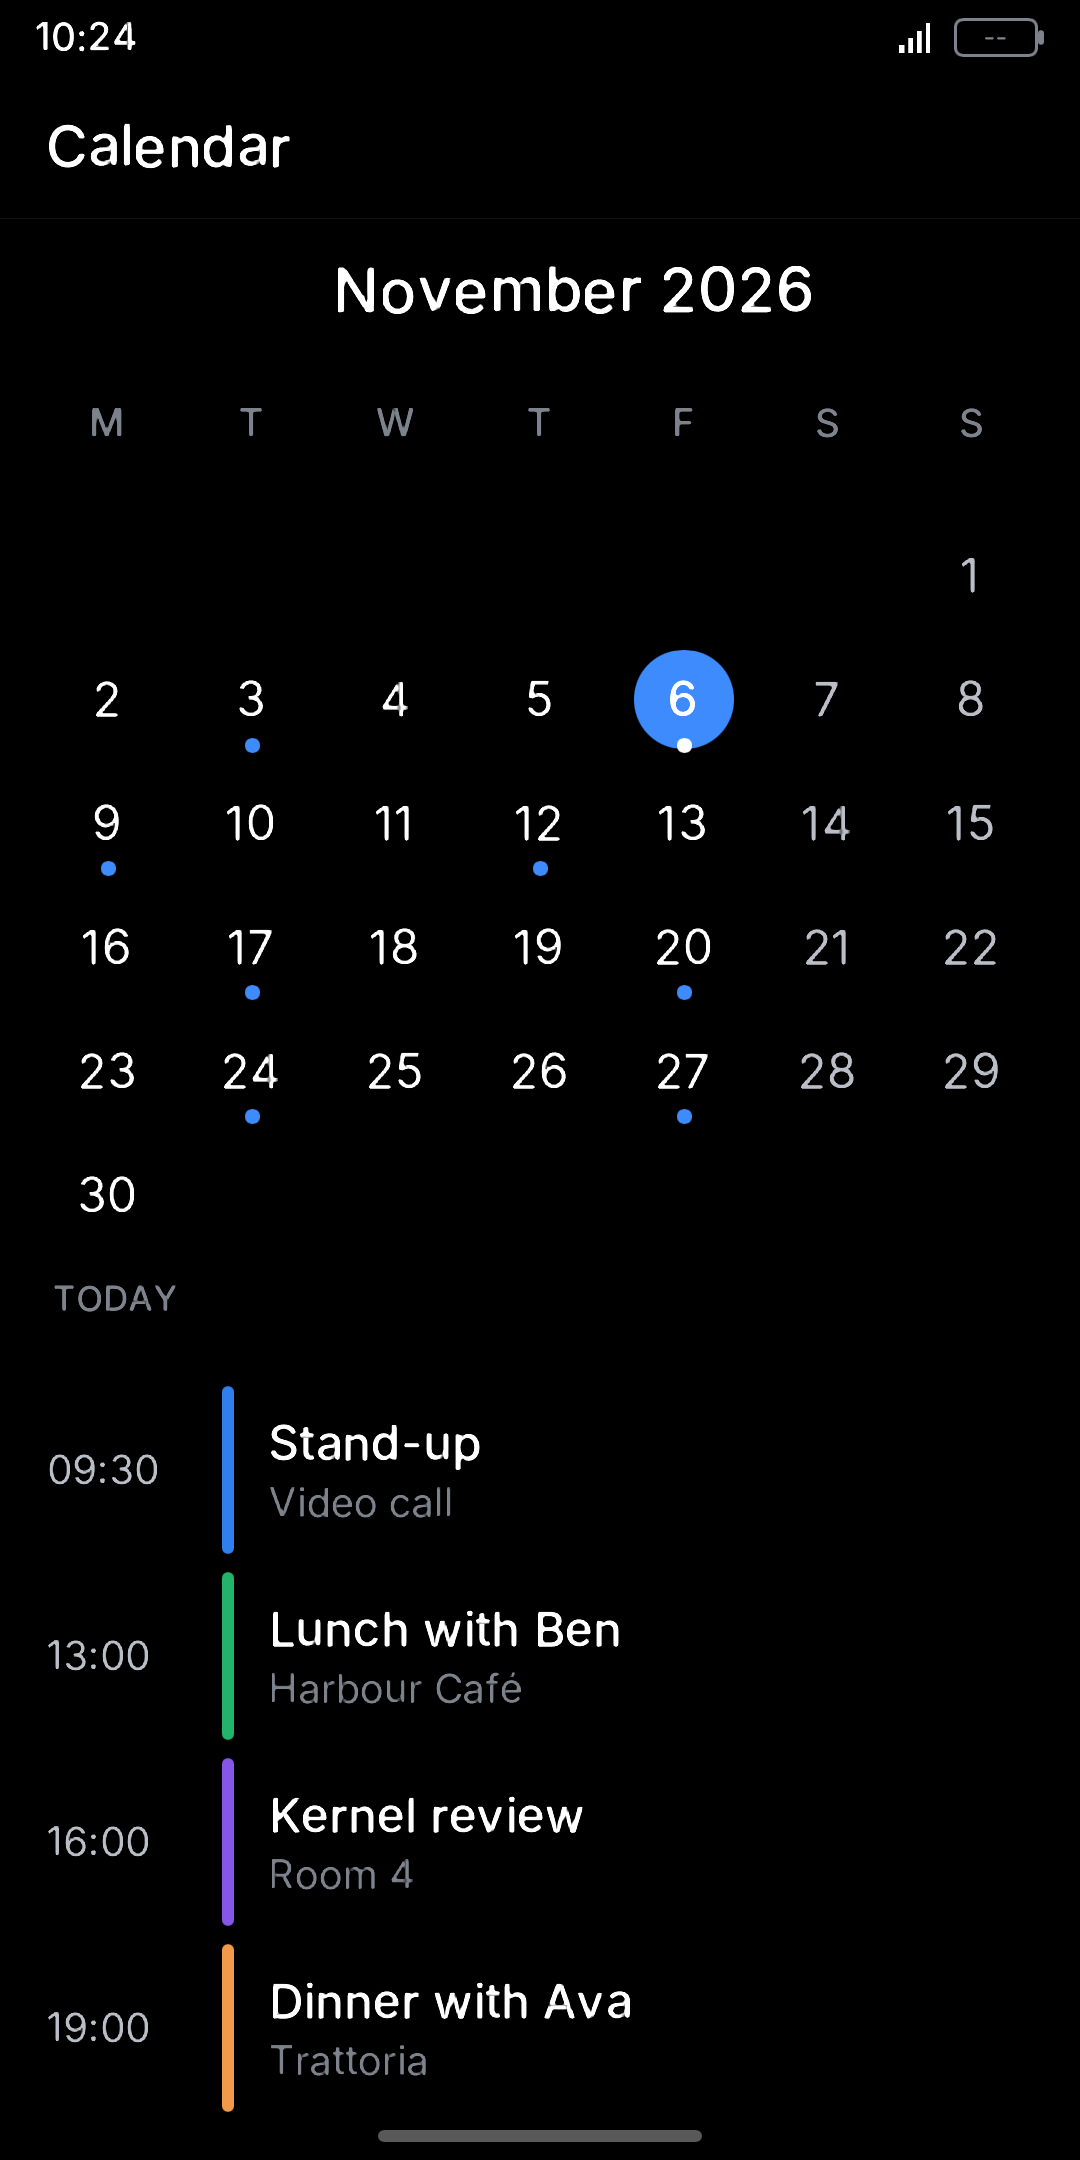 10:24
--
Calendar
November 2026
M T W T F S S
1
2 3 4 5 6 7 8
9 10 11 12 13 14 15
16 17 18 19 20 21 22
23 24 25 26 27 28 29
30
TODAY
Stand-up
09:30
Video call
Lunch with Ben
13:00
Harbour Café
Kernel review
16:00
Room 4
Dinner with Ava
19:00
Trattoria